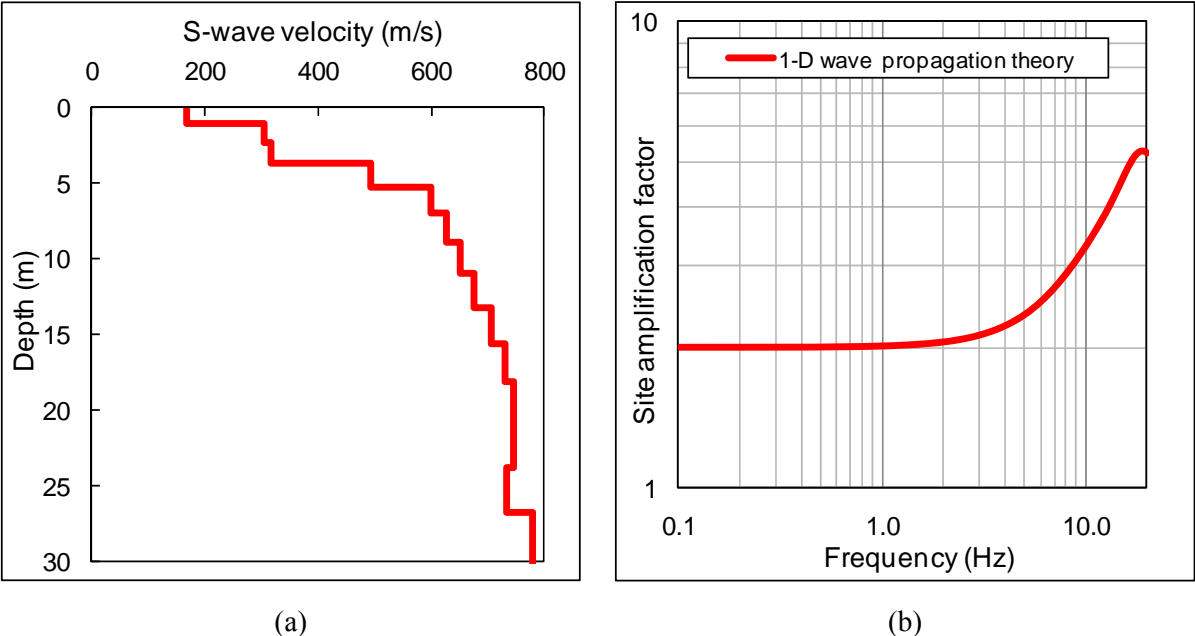 S-wave velocity (m/s)
0 200 400 600 800
0
5
10
15
20
25
30
Depth (m)
(a)
10
1-D wave propagation theory
Site amplification factor
1
0.1 1.0 10.0
Frequency (Hz)
(b)